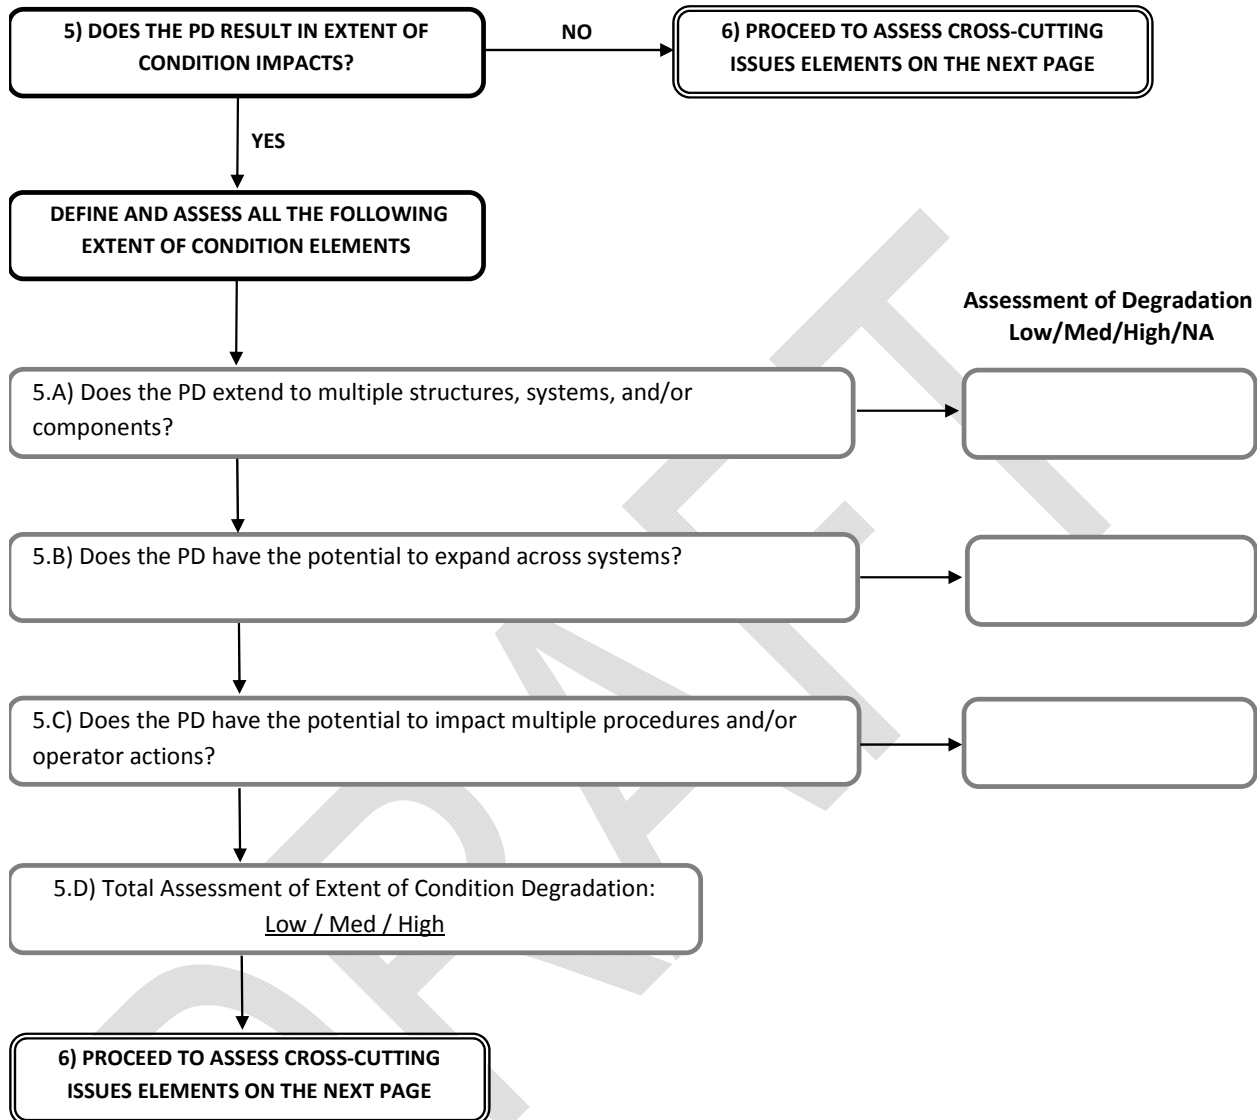 5) DOES THE PD RESULT IN EXTENT OF
CONDITION IMPACTS?
NO
6) PROCEED TO ASSESS CROSS-CUTTING
ISSUES ELEMENTS ON THE NEXT PAGE
YES
DEFINE AND ASSESS ALL THE FOLLOWING
EXTENT OF CONDITION ELEMENTS
Assessment of Degradation
Low/Med/High/NA
5.A) Does the PD extend to multiple structures, systems, and/or
components?
5.B) Does the PD have the potential to expand across systems?
5.C) Does the PD have the potential to impact multiple procedures and/or
operator actions?
5.D) Total Assessment of Extent of Condition Degradation:
Low / Med / High
6) PROCEED TO ASSESS CROSS-CUTTING
ISSUES ELEMENTS ON THE NEXT PAGE
DRAFT